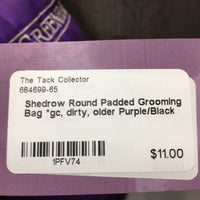 The Tack Collector
684699-65
Shedrow Round Padded Grooming
Bag *gc, dirty, older Purple/Black
1PFV74
$11.00